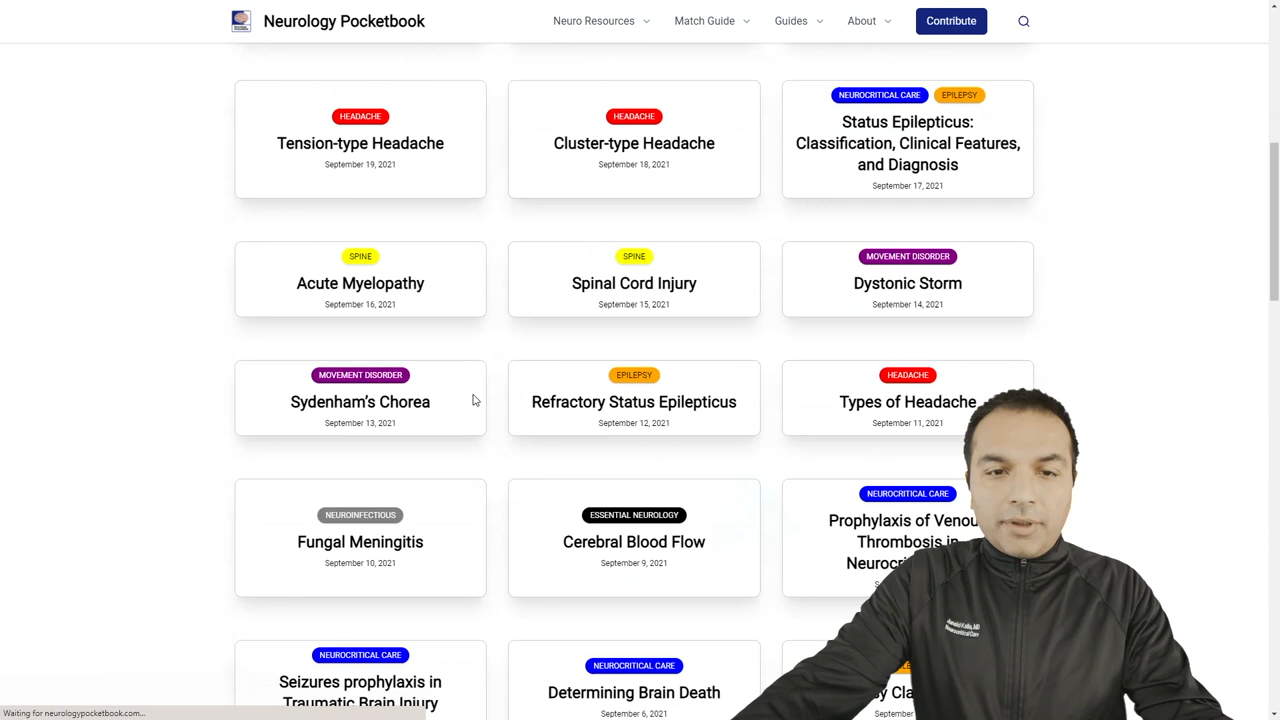 Neurology Pocketbook
Neuro Resources
Match Guide
Guides
About
Contribute
HEADACHE
Tension-type Headache
September 19, 2021
HEADACHE
Cluster-type Headache
September 18, 2021
NEUROCRITICAL CARE EPILEPSY
Status Epilepticus:
Classification, Clinical Features,
and Diagnosis
September 17, 2021
SPINE
Acute Myelopathy
September 16, 2021
SPINE
Spinal Cord Injury
September 15, 2021
MOVEMENT DISORDER
Dystonic Storm
September 14, 2021
MOVEMENT DISORDER
Sydenham's Chorea
September 13, 2021
EPILEPSY
Refractory Status Epilepticus
September 12, 2021
HEADACHE
Types of Headache
September 11, 2021
NEUROINFECTIOUS
Fungal Meningitis
September 10, 2021
ESSENTIAL NEUROLOGY
Cerebral Blood Flow
September 9, 2021
NEUROCRITICAL CARE
Prophylaxis of
Thrombosis in
NEUROCRITICAL CARE
Seizures prophylaxis in
Traumatic Brain Injury
NEUROCRITICAL CARE
Determining Brain Death
September 6, 2021
Neurocritical Care
Waiting for neurologypocketbook.com...